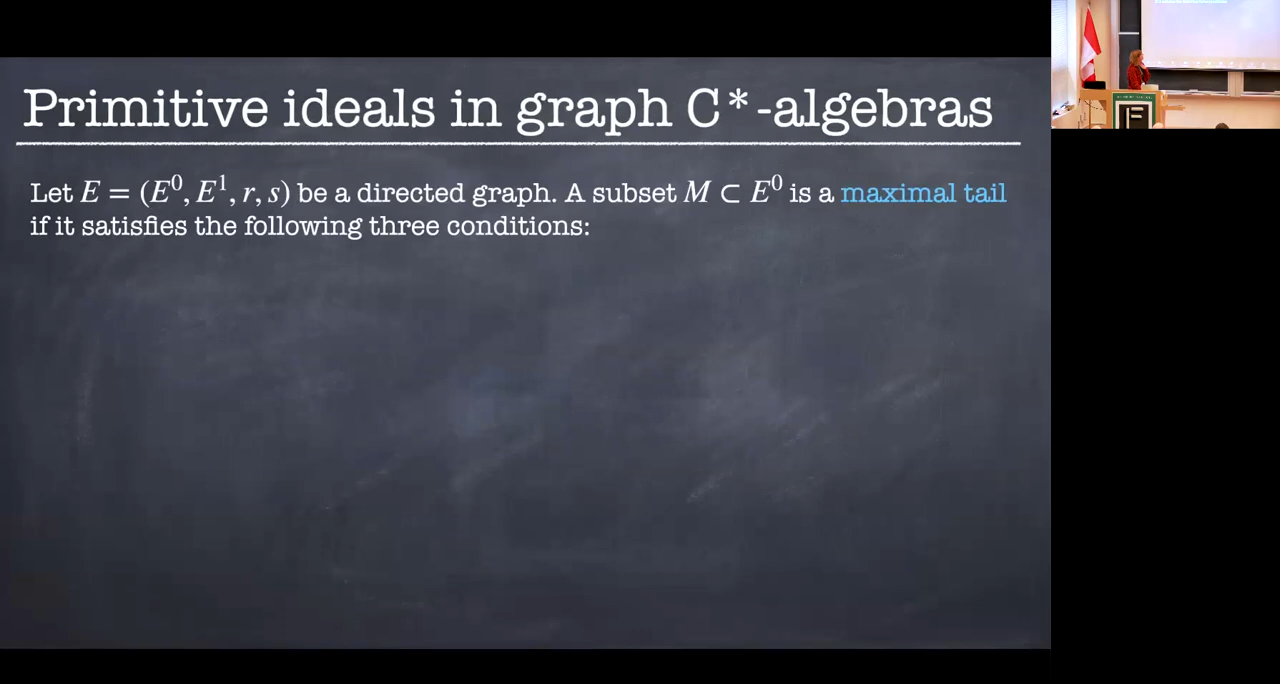 Primitive ideals in graph C*-algebras
Let E = (E⁰, E¹, r, s) be a directed graph. A subset M ⊂ E⁰ is a maximal tail
if it satisfies the following three conditions: